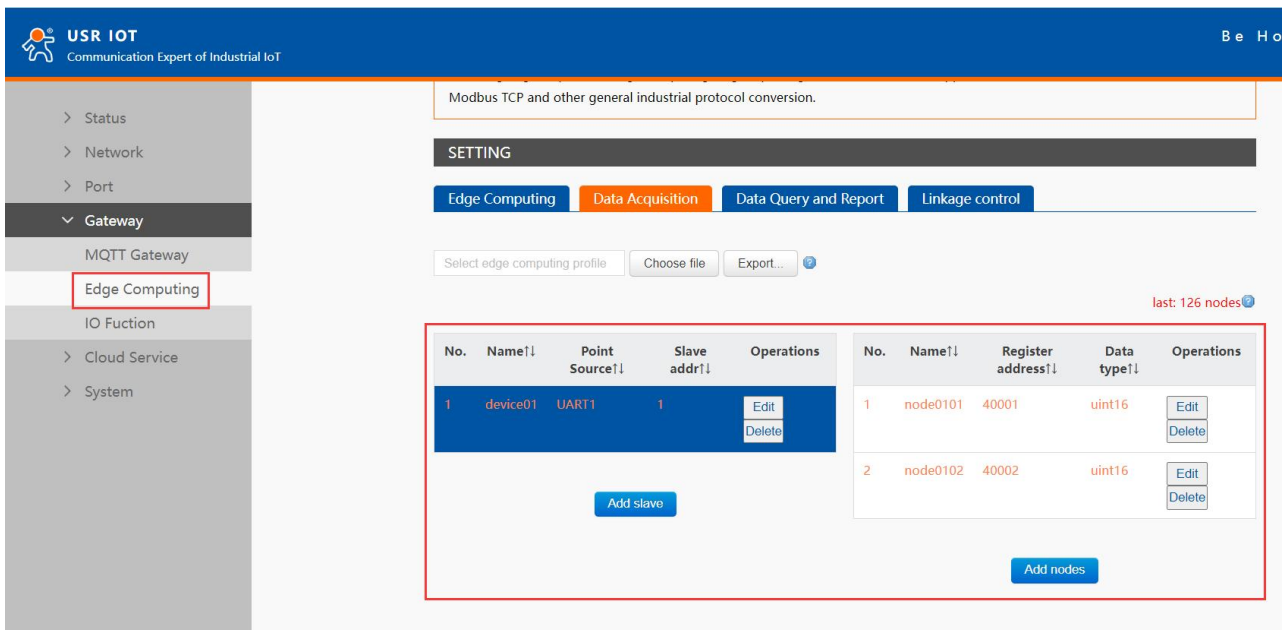 USR IOT
Communication Expert of Industrial IoT
Be Ho
Modbus TCP and other general industrial protocol conversion.
> Status
> Network
> Port
Gateway
MQTT Gateway
Edge Computing
IO Fuction
> Cloud Service
> System
SETTING
Edge Computing Data Acquisition Data Query and Report Linkage control
Select edge computing profile Choose file Export...
last: 126 nodes
No. Name↑↓ Point Source↑↓ Slave addr↑↓ Operations
1 device01 UART1 1 Edit Delete
Add slave
No. Name↑↓ Register address↑↓ Data type↑↓ Operations
1 node0101 40001 uint16 Edit Delete
2 node0102 40002 uint16 Edit Delete
Add nodes